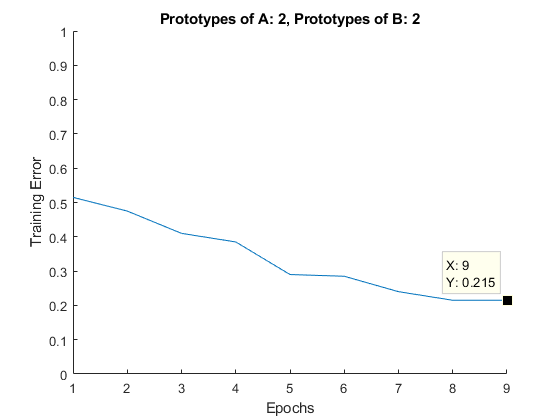 Prototypes of A: 2, Prototypes of B: 2
1
0.9
0.8
0.7
0.6
0.5
0.4
0.3
0.2
0.1
0
Training Error
X: 9
Y: 0.215
1 2 3 4 5 6 7 8 9
Epochs